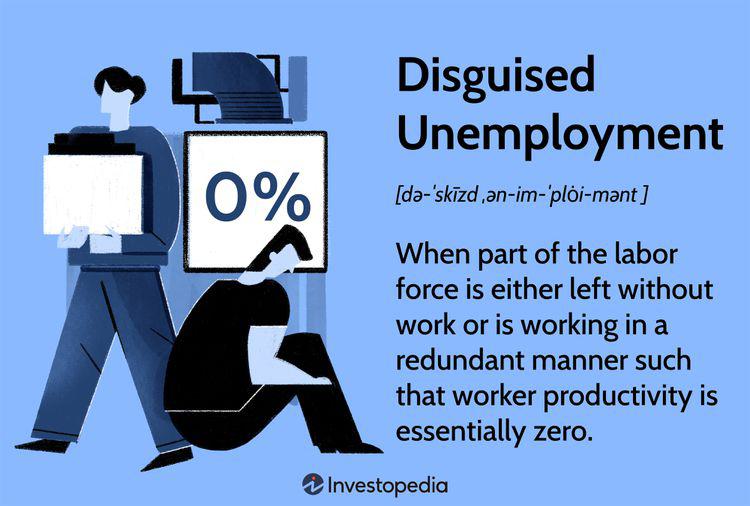 Disguised
Unemployment
[də-ˈskīzd ˌən-im-ˈplȯi-mənt ]
0%
When part of the labor
force is either left without
work or is working in a
redundant manner such
that worker productivity is
essentially zero.
Investopedia